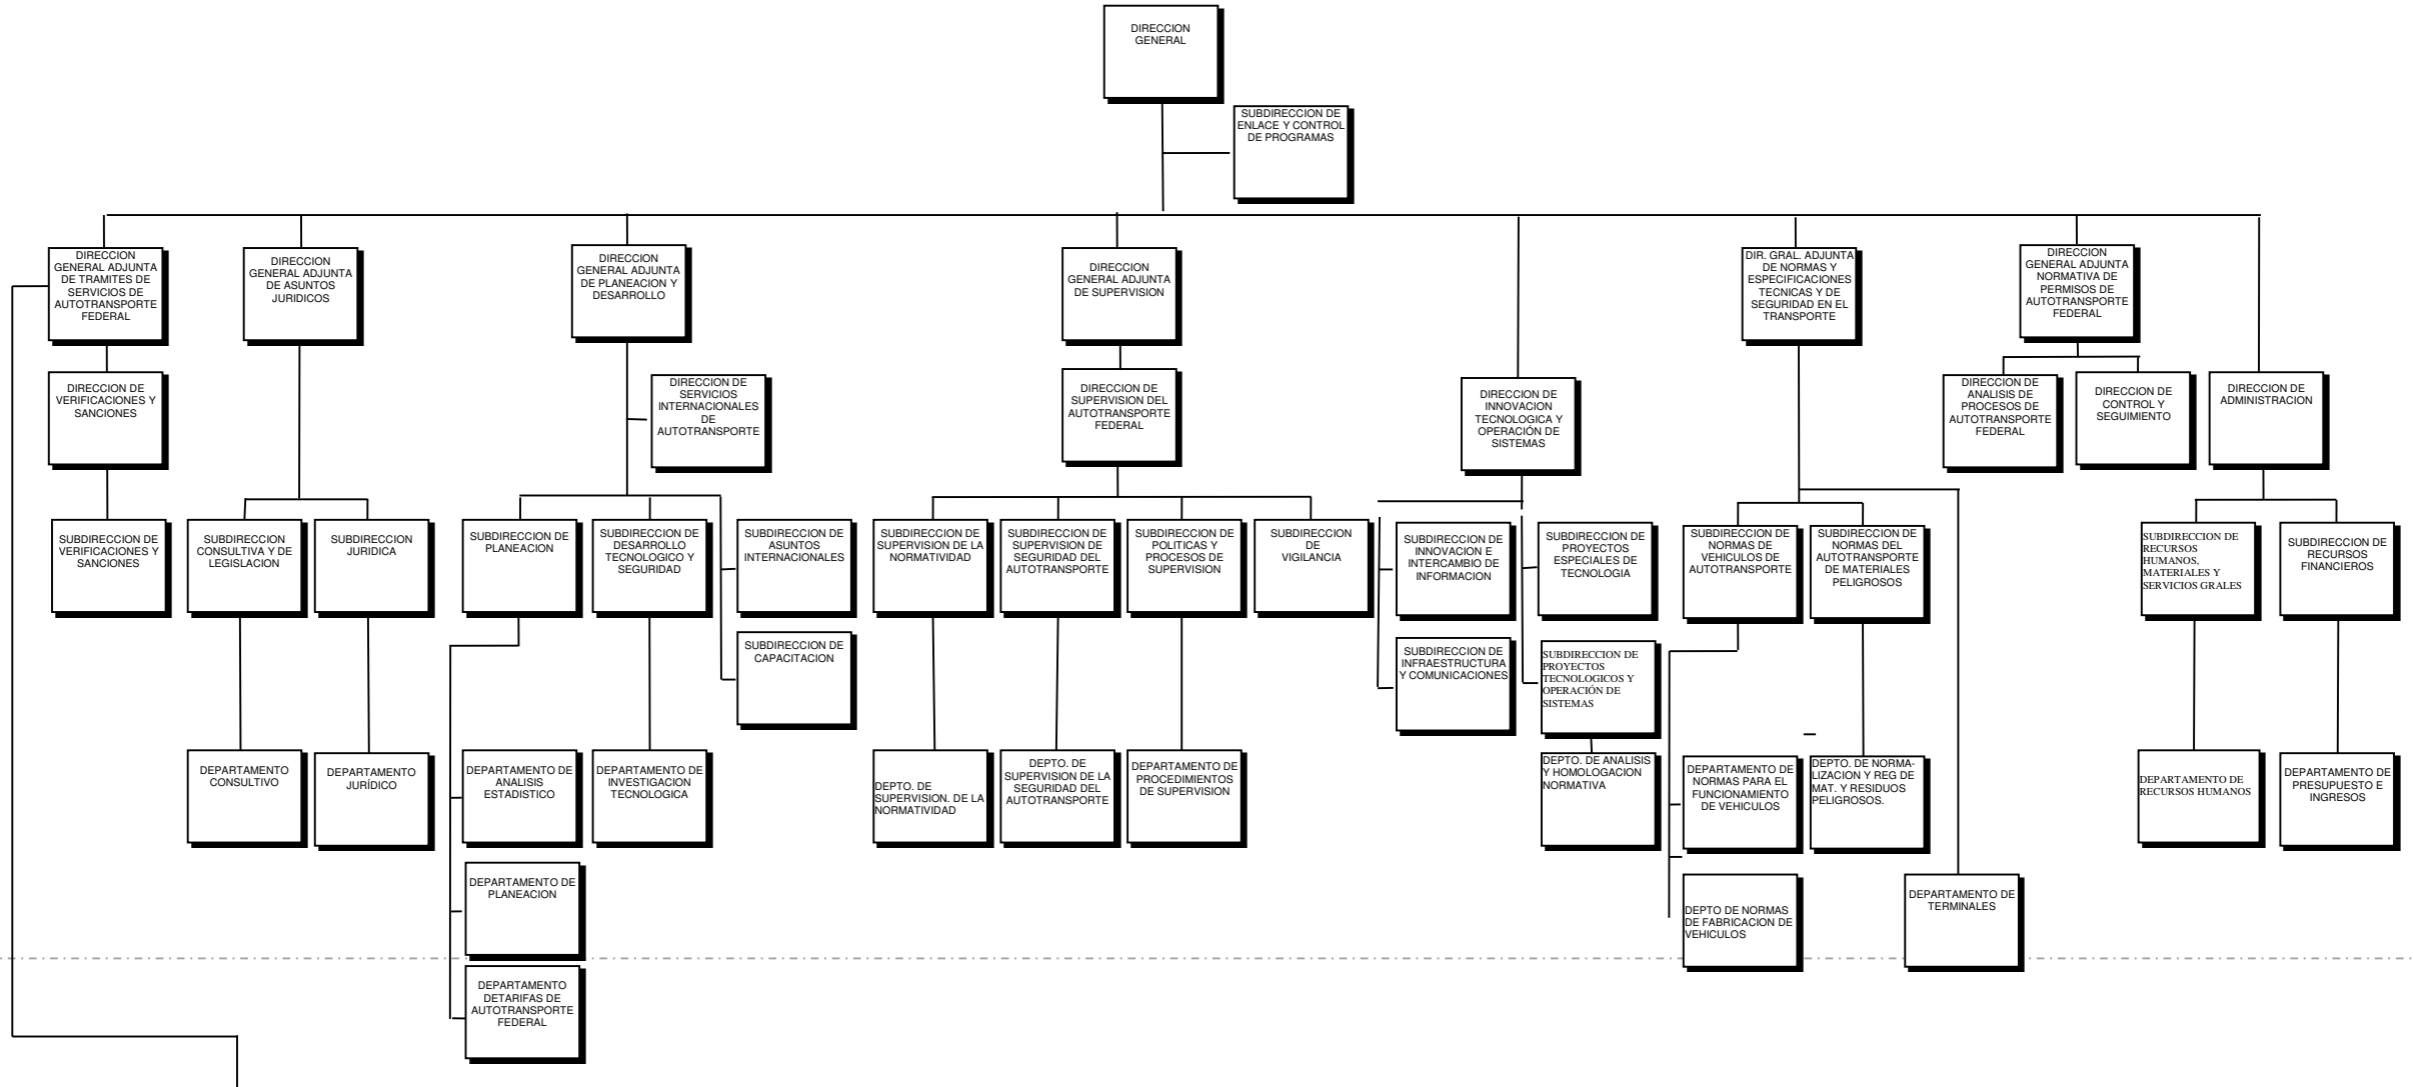 DIRECCION
GENERAL
SUBDIRECCION DE
ENLACE Y CONTROL
DE PROGRAMAS
DIRECCION
GENERAL ADJUNTA
DE TRAMITES DE
SERVICIOS DE
AUTOTRANSPORTE
FEDERAL
DIRECCION
GENERAL ADJUNTA
DE ASUNTOS
JURIDICOS
DIRECCION
GENERAL ADJUNTA
DE PLANEACION Y
DESARROLLO
DIRECCION
GENERAL ADJUNTA
DE SUPERVISION
DIR. GRAL. ADJUNTA
DE NORMAS Y
ESPECIFICACIONES
TECNICAS Y DE
SEGURIDAD EN EL
TRANSPORTE
DIRECCION
GENERAL ADJUNTA
NORMATIVA DE
PERMISOS DE
AUTOTRANSPORTE
FEDERAL
DIRECCION DE
VERIFICACIONES Y
SANCIONES
DIRECCION DE
SERVICIOS
INTERNACIONALES
DE
AUTOTRANSPORTE
DIRECCION DE
SUPERVISION DEL
AUTOTRANSPORTE
FEDERAL
DIRECCION DE
INNOVACION
TECNOLOGICA Y
OPERACIÓN DE
SISTEMAS
DIRECCION DE
ANALISIS DE
PROCESOS DE
AUTOTRANSPORTE
FEDERAL
DIRECCION DE
CONTROL Y
SEGUIMIENTO
DIRECCION DE
ADMINISTRACION
SUBDIRECCION DE
VERIFICACIONES Y
SANCIONES
SUBDIRECCION
CONSULTIVA Y DE
LEGISLACION
SUBDIRECCION
JURIDICA
SUBDIRECCION DE
PLANEACION
SUBDIRECCION DE
DESARROLLO
TECNOLOGICO Y
SEGURIDAD
SUBDIRECCION DE
ASUNTOS
INTERNACIONALES
SUBDIRECCION DE
SUPERVISION DE LA
NORMATIVIDAD
SUBDIRECCION DE
SUPERVISION DE
SEGURIDAD DEL
AUTOTRANSPORTE
SUBDIRECCION DE
POLITICAS Y
PROCESOS DE
SUPERVISION
SUBDIRECCION
DE
VIGILANCIA
SUBDIRECCION DE
INNOVACION E
INTERCAMBIO DE
INFORMACION
SUBDIRECCION DE
PROYECTOS
ESPECIALES DE
TECNOLOGIA
SUBDIRECCION DE
NORMAS DE
VEHICULOS DE
AUTOTRANSPORTE
SUBDIRECCION DE
NORMAS DEL
AUTOTRANSPORTE
DE MATERIALES
PELIGROSOS
SUBDIRECCION DE
RECURSOS
HUMANOS,
MATERIALES Y
SERVICIOS GRALES
SUBDIRECCION DE
RECURSOS
FINANCIEROS
SUBDIRECCION DE
CAPACITACION
SUBDIRECCION DE
INFRAESTRUCTURA
Y COMUNICACIONES
SUBDIRECCION DE
PROYECTOS
TECNOLOGICOS Y
OPERACIÓN DE
SISTEMAS
DEPARTAMENTO
CONSULTIVO
DEPARTAMENTO
JURÍDICO
DEPARTAMENTO DE
ANALISIS
ESTADISTICO
DEPARTAMENTO DE
INVESTIGACION
TECNOLOGICA
DEPTO. DE
SUPERVISION. DE LA
NORMATIVIDAD
DEPTO. DE
SUPERVISION DE LA
SEGURIDAD DEL
AUTOTRANSPORTE
DEPARTAMENTO DE
PROCEDIMIENTOS
DE SUPERVISION
DEPTO. DE ANALISIS
Y HOMOLOGACION
NORMATIVA
DEPARTAMENTO DE
NORMAS PARA EL
FUNCIONAMIENTO
DE VEHICULOS
DEPTO. DE NORMA-
LIZACION Y REG DE
MAT. Y RESIDUOS
PELIGROSOS.
DEPARTAMENTO DE
RECURSOS HUMANOS
DEPARTAMENTO DE
PRESUPUESTO E
INGRESOS
DEPARTAMENTO DE
PLANEACION
DEPTO DE NORMAS
DE FABRICACION DE
VEHICULOS
DEPARTAMENTO DE
TERMINALES
DEPARTAMENTO
DETARIFAS DE
AUTOTRANSPORTE
FEDERAL